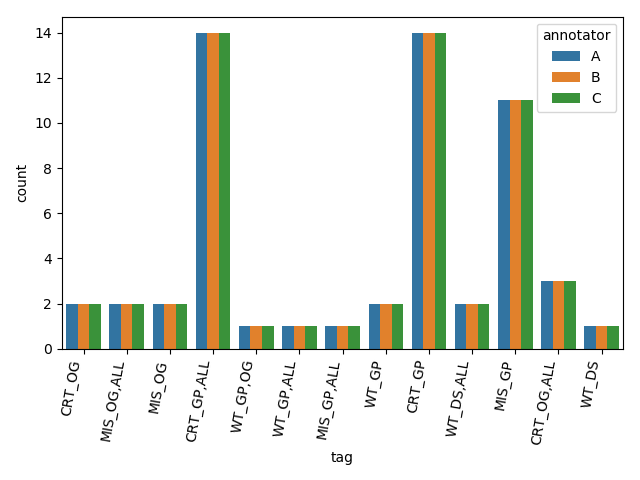 annotator
A
B
C
count
14
12
10
8
6
4
2
0
CRT_OG
MIS_OG,ALL
MIS_OG
CRT_GP,ALL
WT_GP,OG
WT_GP,ALL
MIS_GP,ALL
WT_GP
CRT_GP
WT_DS,ALL
MIS_GP
CRT_OG,ALL
WT_DS
tag